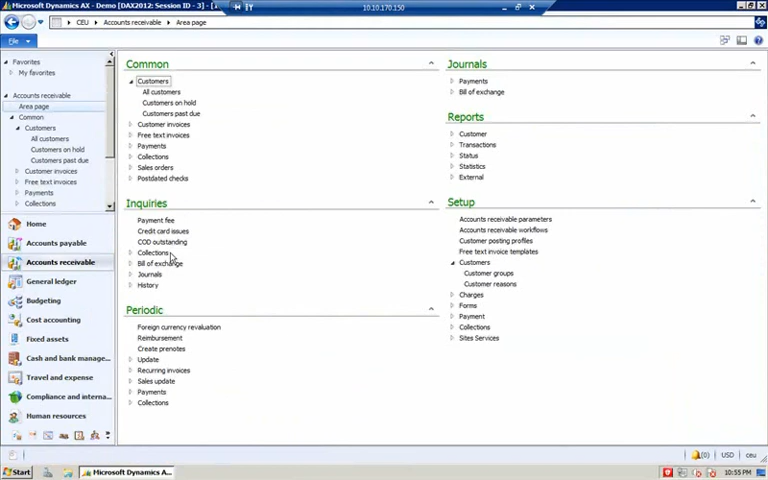 Microsoft Dynamics AX - Demo [DAX2012: Session ID - 3] -
10.10.170.150
CEU
Accounts receivable
Area page
File
Favorites
My favorites
Accounts receivable
Area page
Common
Customers
All customers
Customers on hold
Customers past due
Customer invoices
Free text invoices
Payments
Collections
Home
Accounts payable
Accounts receivable
General ledger
Budgeting
Cost accounting
Fixed assets
Cash and bank manage...
Travel and expense
Compliance and interna...
Human resources
Common
Customers
All customers
Customers on hold
Customers past due
Customer invoices
Free text invoices
Payments
Collections
Sales orders
Postdated checks
Inquiries
Payment fee
Credit card issues
COD outstanding
Collections
Bill of exchange
Journals
History
Periodic
Foreign currency revaluation
Reimbursement
Create prenotes
Update
Recurring invoices
Sales update
Payments
Collections
Journals
Payments
Bill of exchange
Reports
Customer
Transactions
Status
Statistics
External
Setup
Accounts receivable parameters
Accounts receivable workflows
Customer posting profiles
Free text invoice templates
Customers
Customer groups
Customer reasons
Charges
Forms
Payment
Collections
Sites Services
(0)
USD
ceu
Start
Microsoft Dynamics A...
10:55 PM